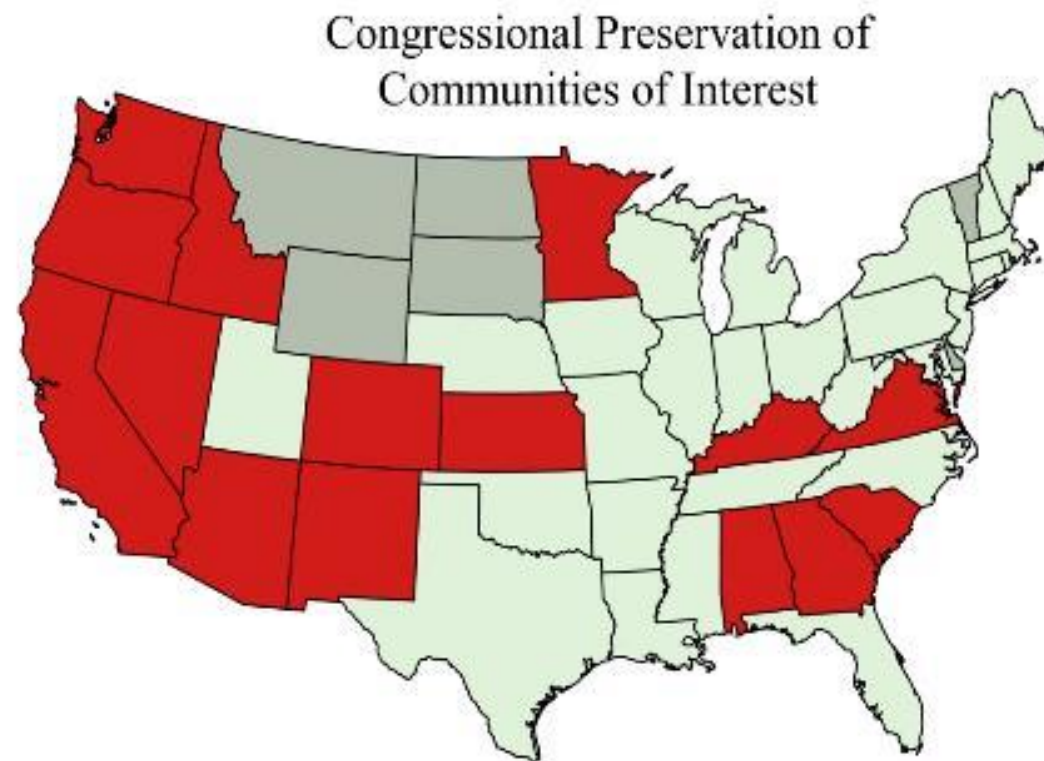 Congressional Preservation of
Communities of Interest